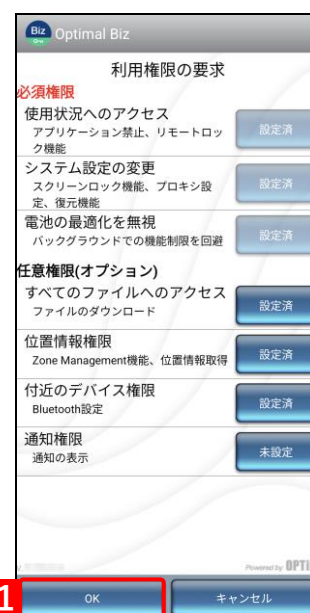 Biz
Optimal Biz
利用権限の要求
必須権限
使用状況へのアクセス
アプリケーション禁止、リモートロッ
ク機能
設定済
システム設定の変更
スクリーンロック機能、プロキシ設
定、復元機能
設定済
電池の最適化を無視
バックグラウンドでの機能制限を回避
設定済
任意権限(オプション)
すべてのファイルへのアクセス
ファイルのダウンロード
設定済
位置情報権限
Zone Management機能、位置情報取得
設定済
付近のデバイス権限
Bluetooth設定
設定済
通知権限
通知の表示
未設定
Powered by OPTI
1
OK
キャンセル